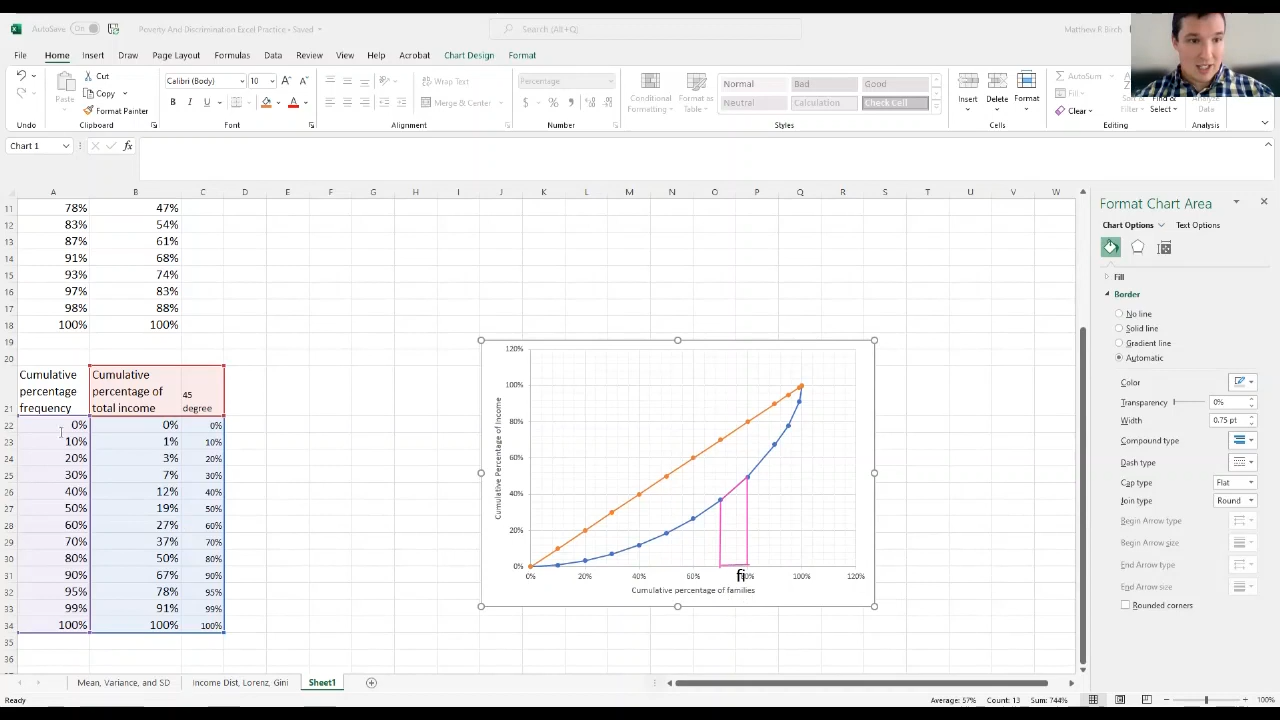 AutoSave Off Poverty And Discrimination Excel Practice • Saved Search (Alt+Q) Matthew R Birch
File Home Insert Draw Page Layout Formulas Data Review View Help Acrobat Chart Design Format
Paste Cut Calibri (Body) 10 Wrap Text Percentage Conditional Format as Normal Bad Good Insert Delete Format AutoSum
Copy Fill
Format Painter B I U Merge & Center $ % Formatting Table Neutral Calculation Check Cell Clear Filter Select Data
Undo Clipboard Font Alignment Number Styles Cells Editing Analysis
Chart 1 fx
A B C D E F G H I J K L M N O P Q R S T U V W
11 78% 47%
12 83% 54%
13 87% 61%
14 91% 68%
15 93% 74%
16 97% 83%
17 98% 88%
18 100% 100%
19
20
21 Cumulative percentage frequency Cumulative percentage of total income 45 degree
22 0% 0% 0%
23 10% 1% 10%
24 20% 3% 20%
25 30% 7% 30%
26 40% 12% 40%
27 50% 19% 50%
28 60% 27% 60%
29 70% 37% 70%
30 80% 50% 80%
31 90% 67% 90%
32 95% 78% 95%
33 99% 91% 99%
34 100% 100% 100%
35
36
120%
100%
80%
60%
40%
20%
0%
Cumulative Percentage of Income
0% 20% 40% 60% 80% 100% 120%
fi
Cumulative percentage of families
Format Chart Area
Chart Options Text Options
Fill
Border
No line
Solid line
Gradient line
Automatic
Color
Transparency 0%
Width 0.75 pt
Compound type
Dash type
Cap type Flat
Join type Round
Begin Arrow type
Begin Arrow size
End Arrow type
End Arrow size
Rounded corners
Mean, Variance, and SD Income Dist, Lorenz, Gini Sheet1
Ready Average: 57% Count: 13 Sum: 744% 100%